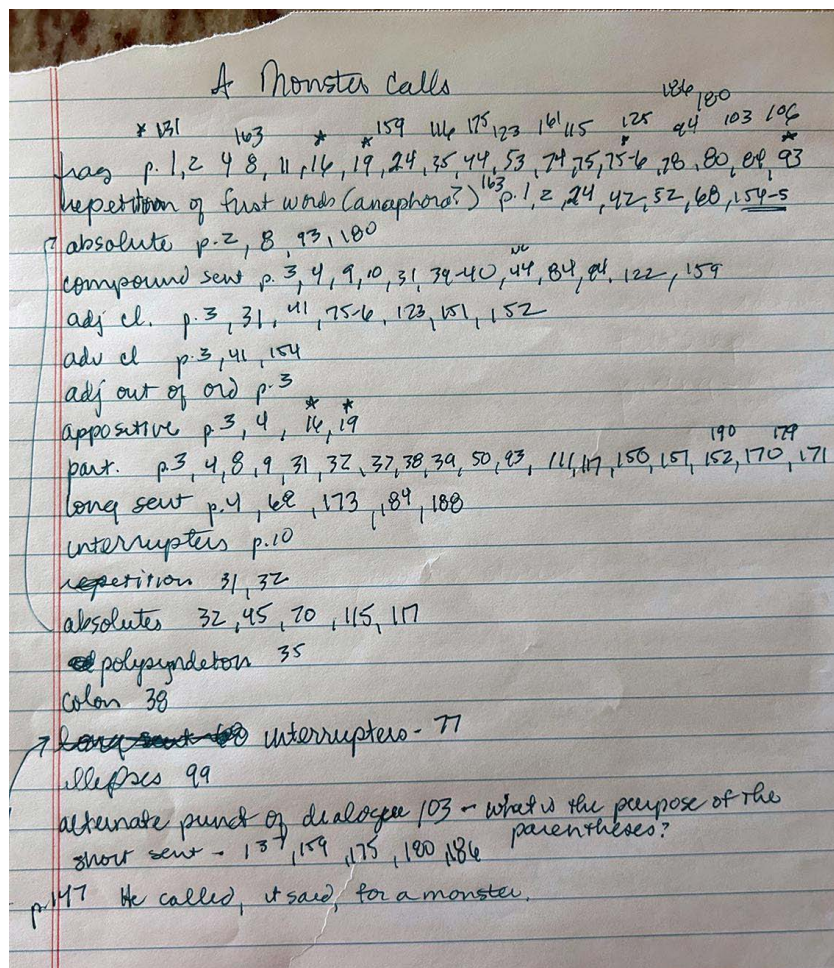 A Monster Calls
186 180
* 131 163 * * 159 116 175 123 161 115 125 94 103 106
frag p. 1, 2 4 8, 11, 16, 19, 24, 35, 44, 53, 74, 75, 75-6, 78, 80, 89, 93
repetition of first words (anaphora?) 163 p. 1, 2, 24, 42, 52, 68, 154-5
absolute p. 2, 8, 93, 180
compound sent p. 3, 4, 9, 10, 31, 39-40, 44, 84, 94, 122, 159
adj cl. p. 3, 31, 41, 75-6, 123, 151, 152
adv cl p. 3, 41, 154
adj out of ord p. 3
appositive p. 3, 4, 16, 19
190 179
part. p. 3, 4, 8, 9, 31, 32, 37, 38, 39, 50, 93, 111, 117, 150, 151, 152, 170, 171
long sent p. 4, 68, 173, 184, 188
interrupters p. 10
repetition 31, 32
absolutes 32, 45, 70, 115, 117
polysyndeton 35
colon 38
long sent 68 interrupters - 77
ellipses 99
alternate punct of dialogue 103 - what is the purpose of the
parentheses?
short sent - 137, 159, 175, 180, 186
p. 147 He called, it said, for a monster.